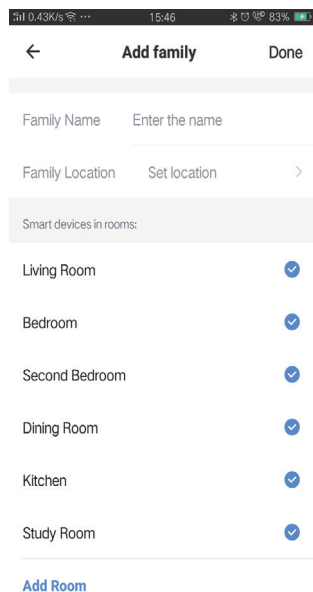 0.43K/s ··· 15:46 83%
Add family Done
Family Name Enter the name
Family Location Set location
Smart devices in rooms:
Living Room
Bedroom
Second Bedroom
Dining Room
Kitchen
Study Room
Add Room